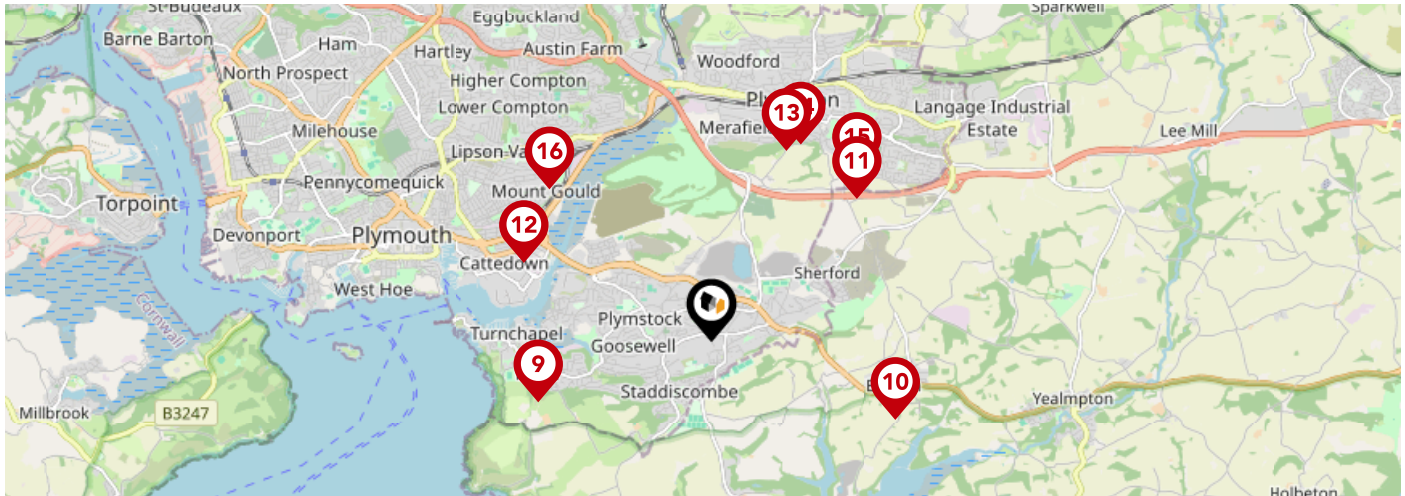 St-Budeaux
Eggbuckland
Sparkwell
Barne Barton
Ham
Hartley
Austin Farm
Woodford
North Prospect
Higher Compton
Lower Compton
13
Langage Industrial
Estate
Milehouse
15
Lee Mill
Lipson
16
11
Pennycomequick
Mount Gould
Torpoint
12
Devonport
Plymouth
Cattedown
Sherford
West Hoe
Cornwall
Plymstock
Turnchapel
Goosewell
9
10
Staddiscombe
Yealmpton
Millbrook
B3247
Holbeton